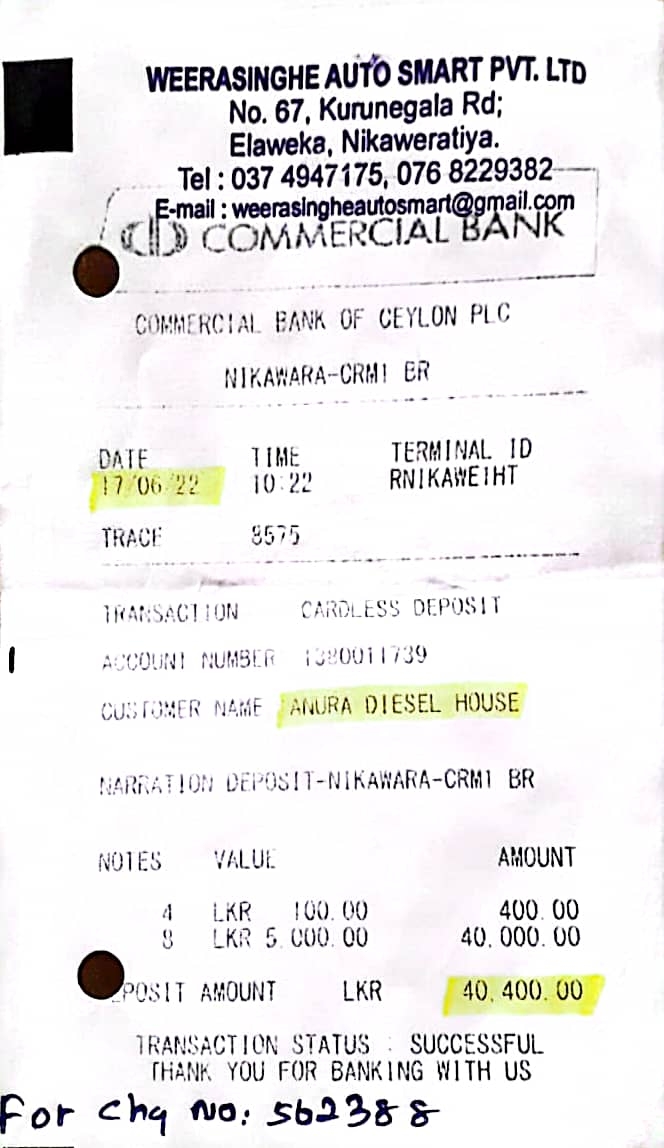 WEERASINGHE AUTO SMART PVT. LTD
No. 67, Kurunegala Rd;
Elaweka, Nikaweratiya.
Tel : 037 4947175, 076 8229382
E-mail : weerasingheautosmart@gmail.com
COMMERCIAL BANK
COMMERCIAL BANK OF CEYLON PLC
NIKAWARA-CRM1 BR
DATE TIME TERMINAL ID
17/06/22 10:22 RNIKAWEIHT
TRACE 8575
TRANSACTION CARDLESS DEPOSIT
ACCOUNT NUMBER 1380011739
CUSTOMER NAME ANURA DIESEL HOUSE
NARRATION DEPOSIT-NIKAWARA-CRM1 BR
NOTES VALUE AMOUNT
4 LKR 100.00 400.00
8 LKR 5,000.00 40,000.00
POSIT AMOUNT LKR 40,400.00
TRANSACTION STATUS : SUCCESSFUL
THANK YOU FOR BANKING WITH US
For chq No: 562388